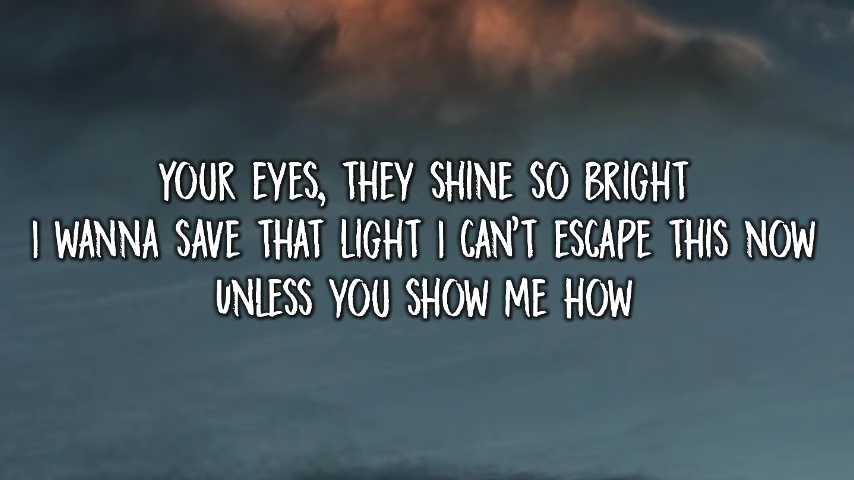 YOUR EYES, THEY SHINE SO BRIGHT
I WANNA SAVE THAT LIGHT I CAN'T ESCAPE THIS NOW
UNLESS YOU SHOW ME HOW